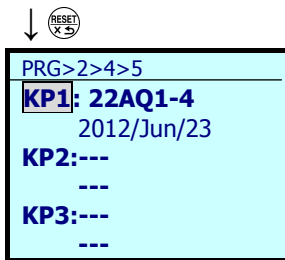 ↓ RESET
X ⮌
PRG>2>4>5
KP1: 22AQ1-4
2012/Jun/23
KP2:---
---
KP3:---
---